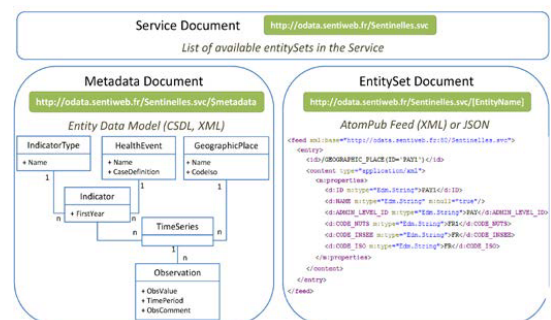 Service Document http://odata.sentiweb.fr/Sentinelles.svc
List of available entitySets in the Service
Metadata Document
http://odata.sentiweb.fr/Sentinelles.svc/$metadata
Entity Data Model (CSDL, XML)
IndicatorType
+ Name
HealthEvent
+ Name
+ CaseDefinition
GeographicPlace
+ Name
+ CodeIso
1
1
1
Indicator
+ FirstYear
n
n
n
n
n
TimeSeries
1
n
Observation
+ ObsValue
+ TimePeriod
+ ObsComment
EntitySet Document
http://odata.sentiweb.fr/Sentinelles.svc/[EntityName]
AtomPub Feed (XML) or JSON
<feed xml:base="http://odata.sentiweb.fr:80/Sentinelles.svc">
<entry>
<id>/GEOGRAPHIC_PLACE(ID='PAY1')</id>
<content type="application/xml">
<m:properties>
<d:ID m:type="Edm.String">PAY1</d:ID>
<d:NAME m:type="Edm.String" m:null="true"/>
<d:ADMIN_LEVEL_ID m:type="Edm.String">PAY</d:ADMIN_LEVEL_ID>
<d:CODE_NUTS m:type="Edm.String">FR1</d:CODE_NUTS>
<d:CODE_INSEE m:type="Edm.String">FR</d:CODE_INSEE>
<d:CODE_ISO m:type="Edm.String">FR</d:CODE_ISO>
</m:properties>
</content>
</entry>
</feed>